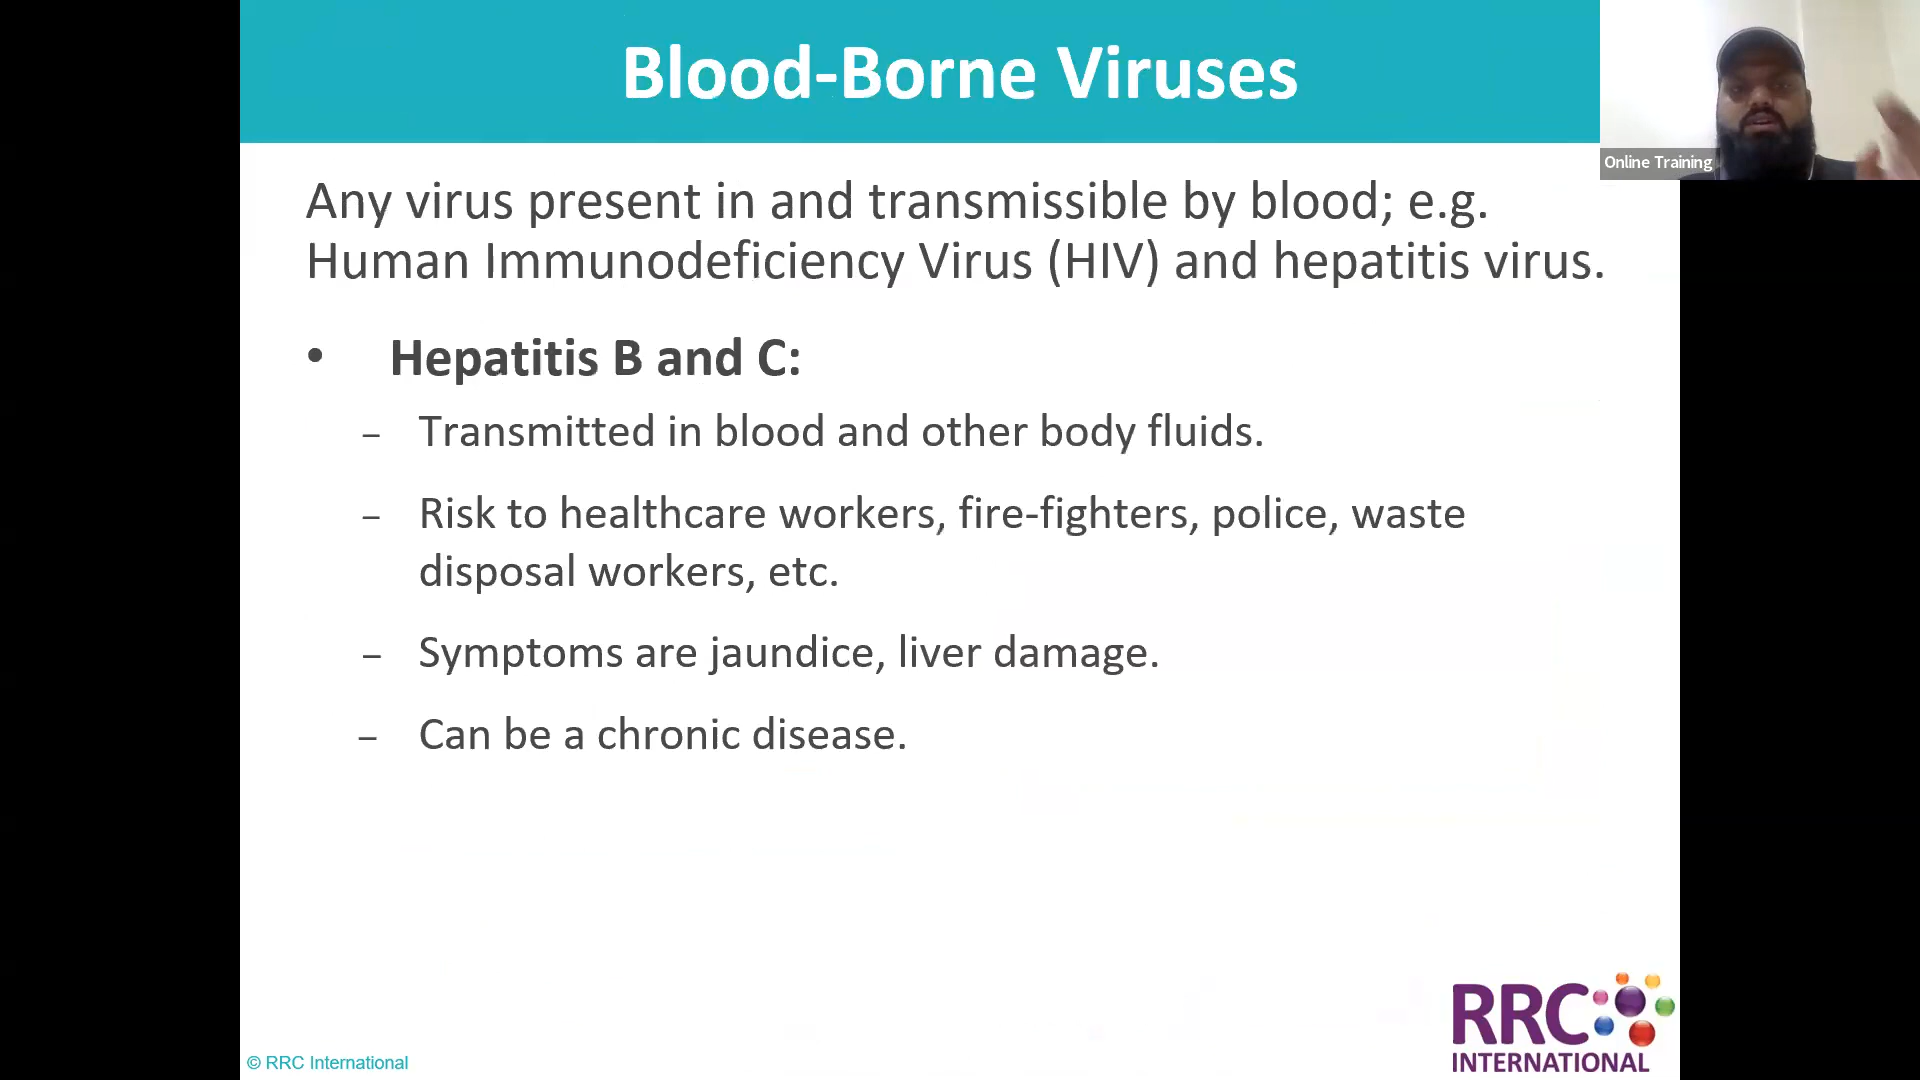 Blood-Borne Viruses
Online Training
Any virus present in and transmissible by blood; e.g.
Human Immunodeficiency Virus (HIV) and hepatitis virus.
• Hepatitis B and C:
– Transmitted in blood and other body fluids.
– Risk to healthcare workers, fire-fighters, police, waste
disposal workers, etc.
– Symptoms are jaundice, liver damage.
– Can be a chronic disease.
RRC
INTERNATIONAL
© RRC International